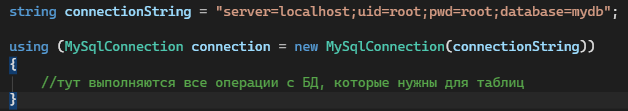 string connectionString = "server=localhost;uid=root;pwd=root;database=mydb";
using (MySqlConnection connection = new MySqlConnection(connectionString))
{
//тут выполняются все операции с БД, которые нужны для таблиц
}